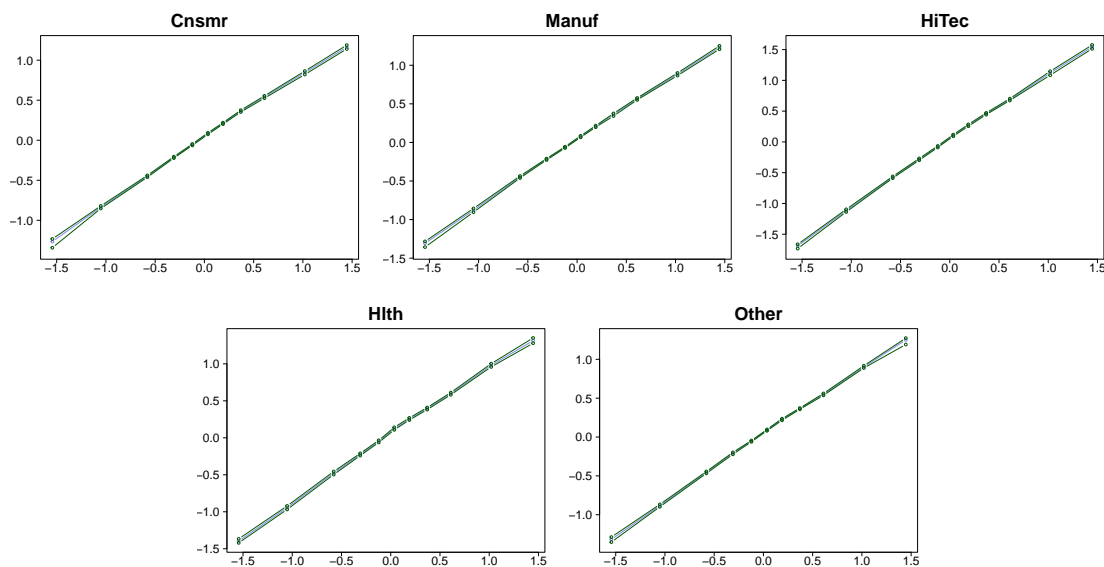 Cnsmr Manuf HiTec
1.0 1.0 1.5
0.5 0.5 1.0
0.0 0.0 0.5
−0.5 −0.5 0.0
−1.0 −1.0 −0.5
−1.5 −1.0
−1.5
−1.5 −1.0 −0.5 0.0 0.5 1.0 1.5 −1.5 −1.0 −0.5 0.0 0.5 1.0 1.5 −1.5 −1.0 −0.5 0.0 0.5 1.0 1.5
Hlth Other
1.0 1.0
0.5 0.5
0.0 0.0
−0.5 −0.5
−1.0 −1.0
−1.5
−1.5 −1.0 −0.5 0.0 0.5 1.0 1.5 −1.5 −1.0 −0.5 0.0 0.5 1.0 1.5